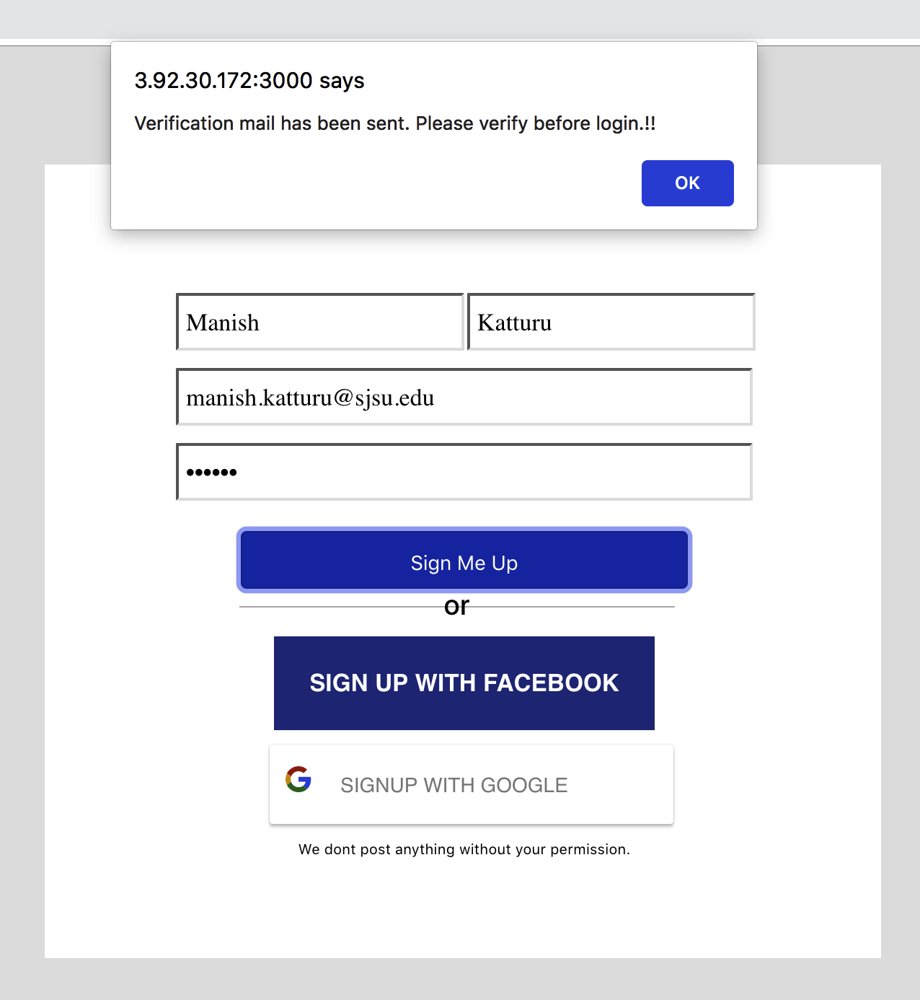 3.92.30.172:3000 says
Verification mail has been sent. Please verify before login.!!
OK
Manish Katturu
manish.katturu@sjsu.edu
••••••
Sign Me Up
or
SIGN UP WITH FACEBOOK
SIGNUP WITH GOOGLE
We dont post anything without your permission.